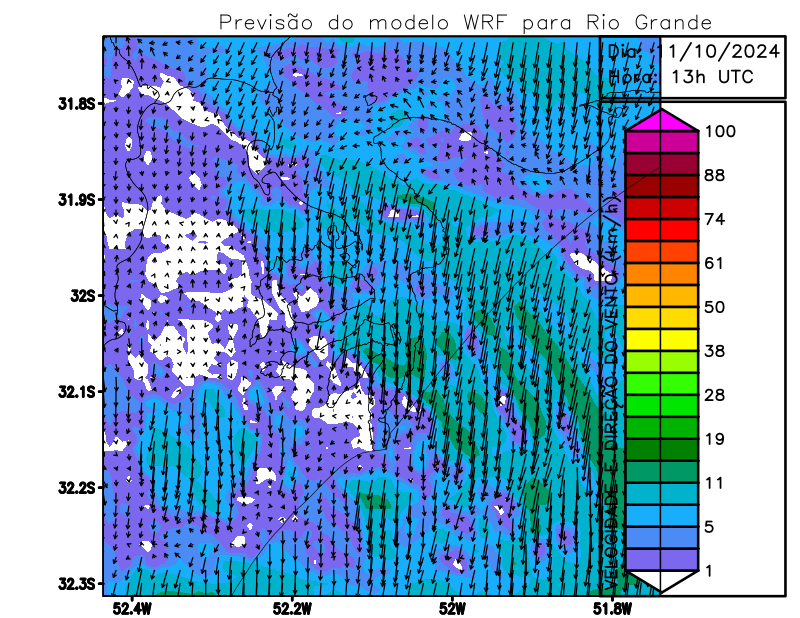 Previsão do modelo WRF para Rio Grande
Dia: 11/10/2024
Hora: 13h UTC
31.8S
31.9S
32S
32.1S
32.2S
32.3S
52.4W
52.2W
52W
51.8W
VELOCIDADE E DIREÇÃO DO VENTO (km/h)
100
88
74
61
50
38
28
19
11
5
1